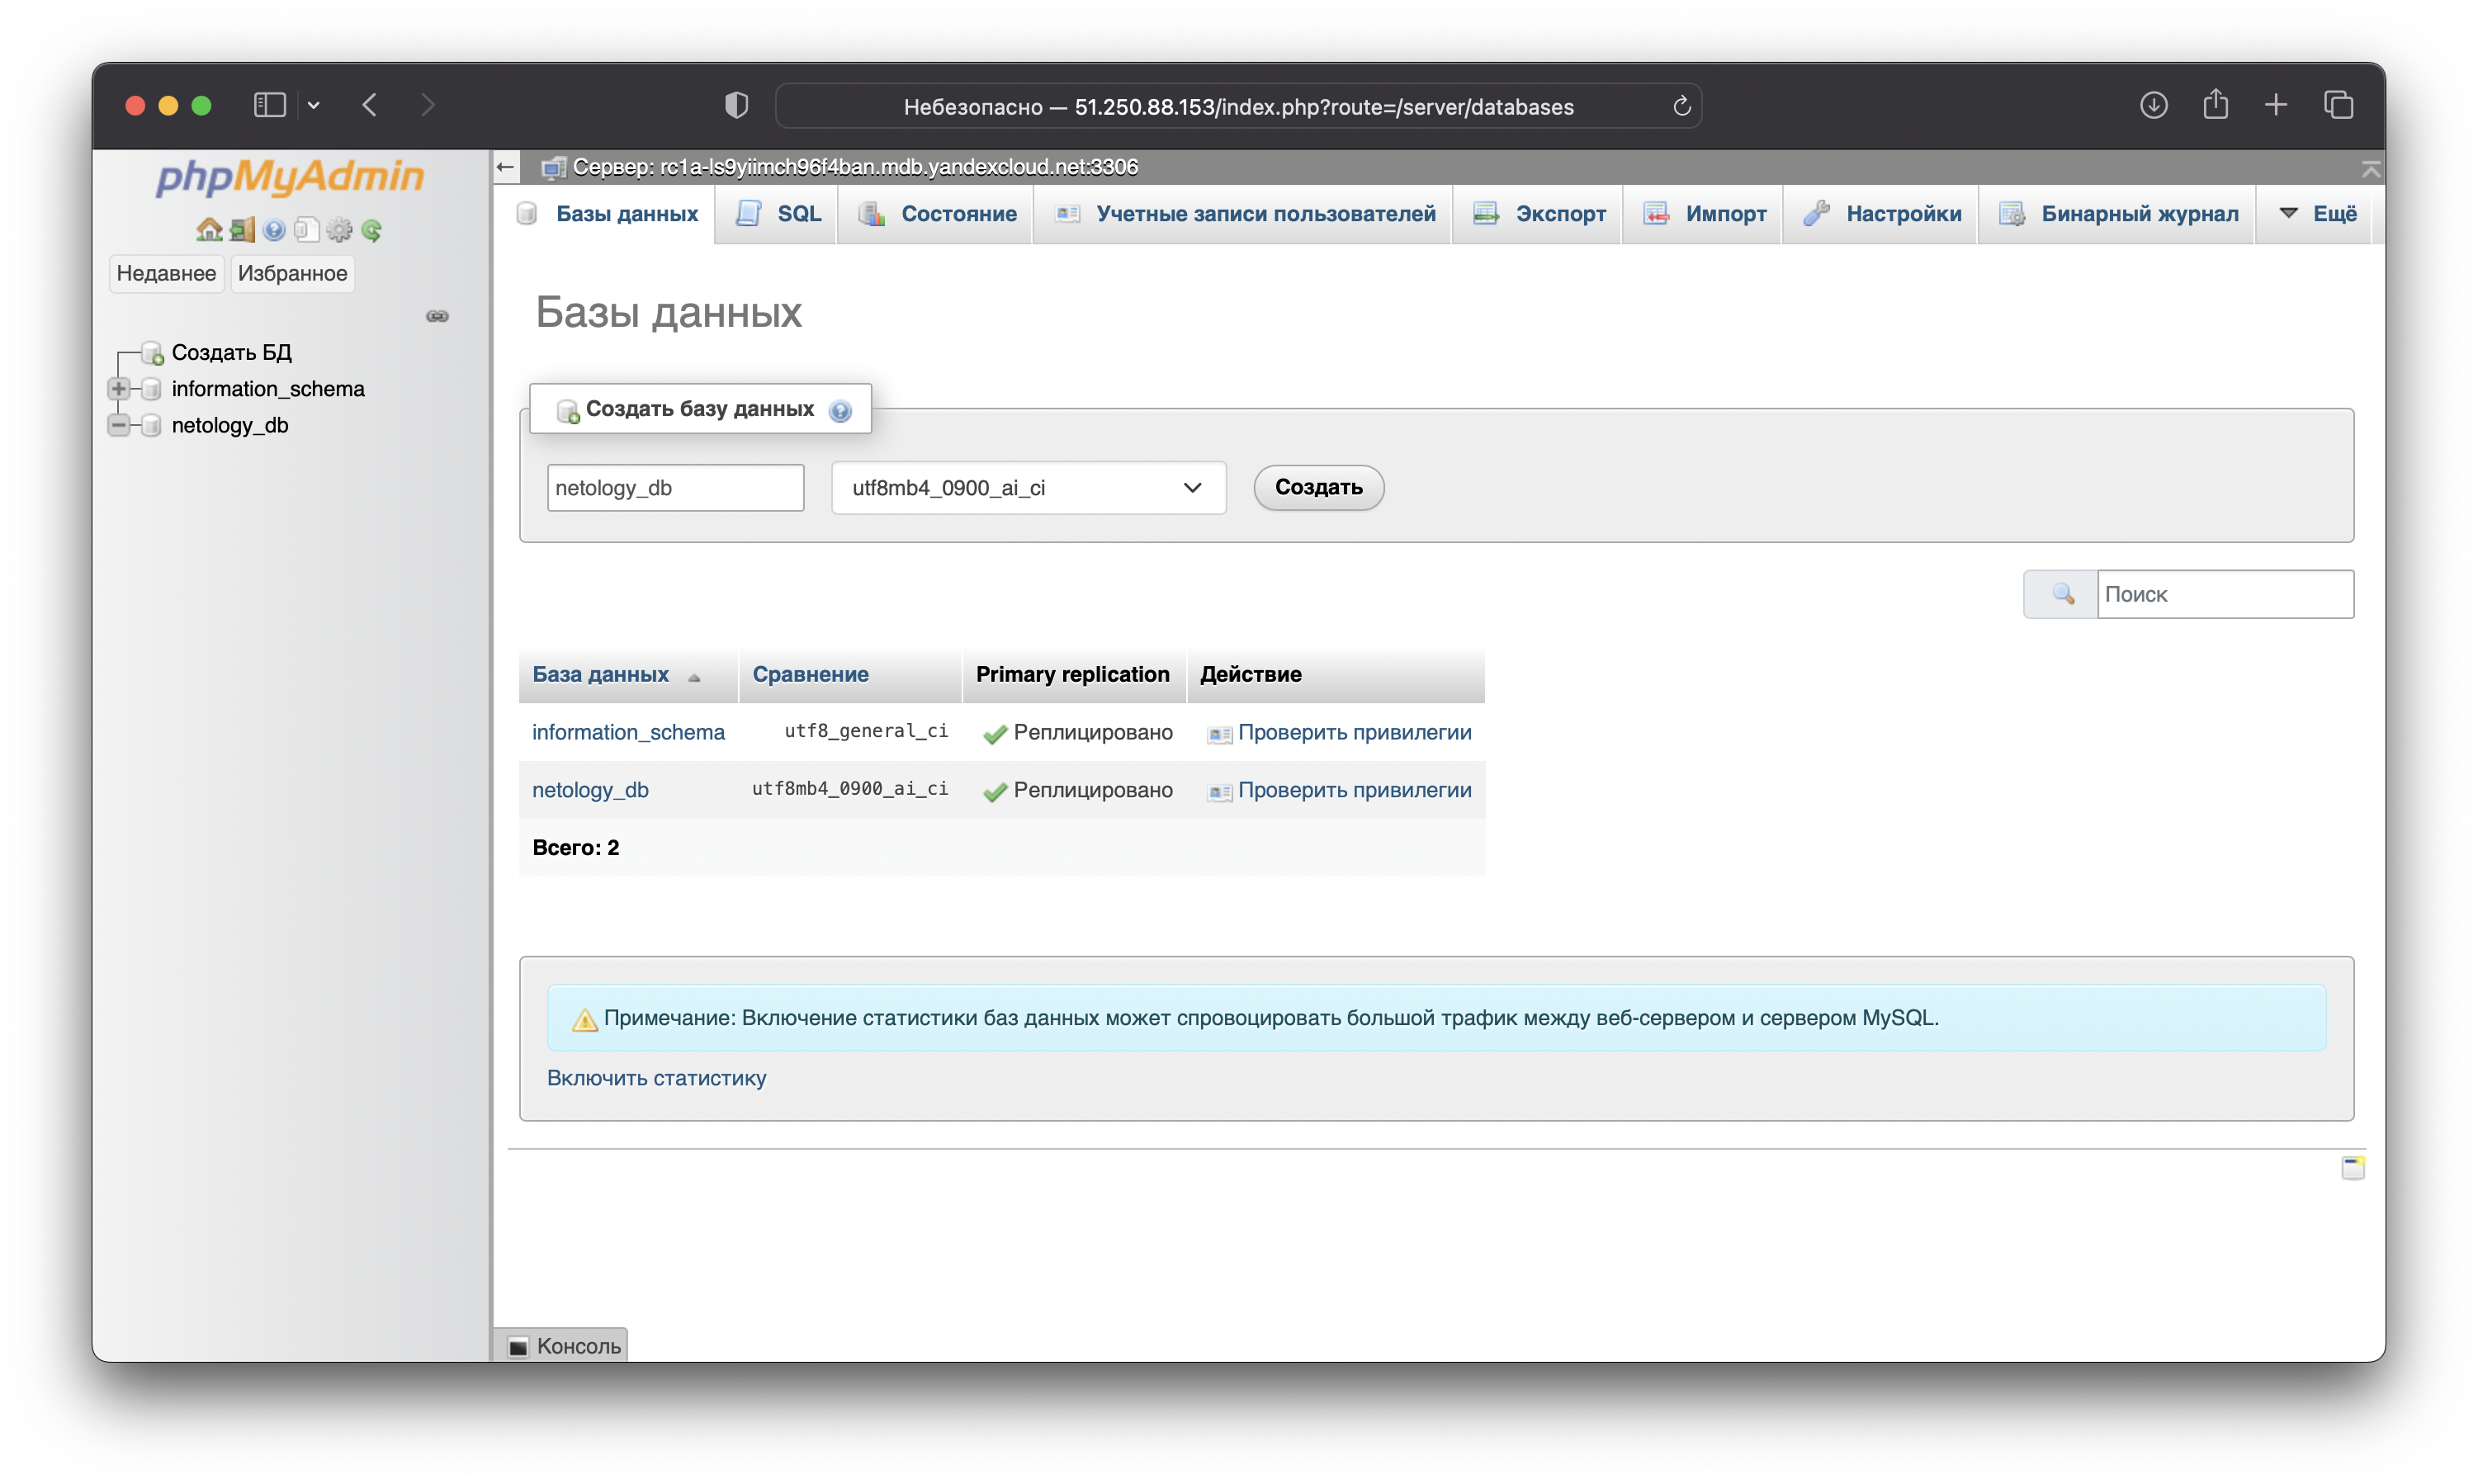 Небезопасно — 51.250.88.153/index.php?route=/server/databases
phpMyAdmin
Недавнее Избранное
Создать БД
information_schema
netology_db
Сервер: rc1a-ls9yiimch96f4ban.mdb.yandexcloud.net:3306
Базы данных SQL Состояние Учетные записи пользователей Экспорт Импорт Настройки Бинарный журнал Ещё
Базы данных
Создать базу данных
netology_db utf8mb4_0900_ai_ci Создать
Поиск
База данных Сравнение Primary replication Действие
information_schema utf8_general_ci Реплицировано Проверить привилегии
netology_db utf8mb4_0900_ai_ci Реплицировано Проверить привилегии
Всего: 2
Примечание: Включение статистики баз данных может спровоцировать большой трафик между веб-сервером и сервером MySQL.
Включить статистику
Консоль